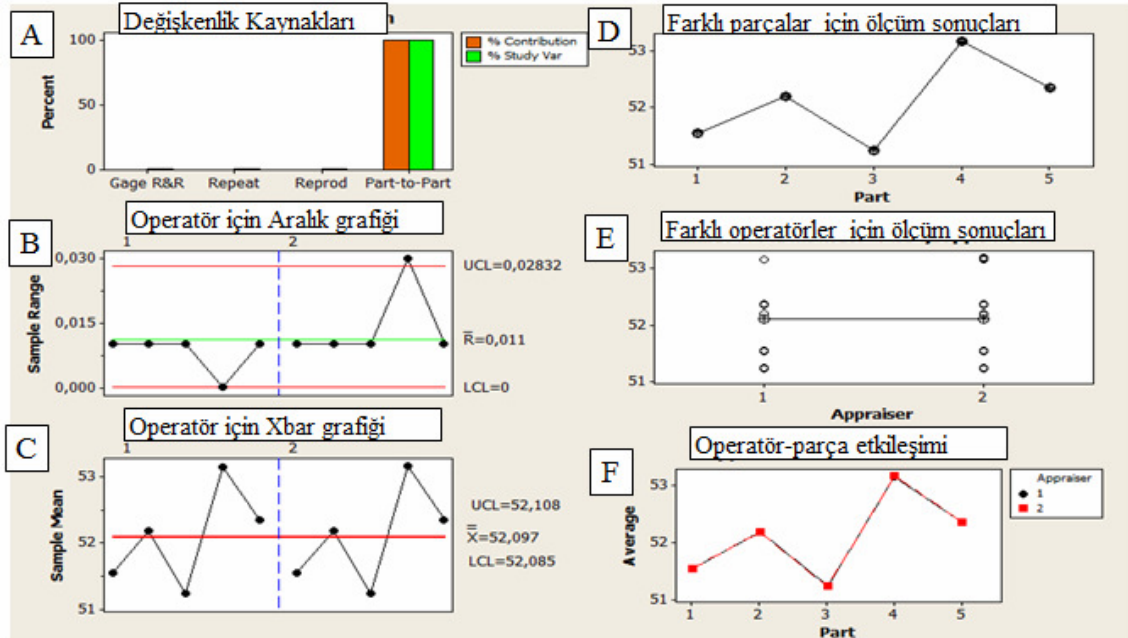 A
Değişkenlik Kaynakları
n
100
50
0
Percent
% Contribution
% Study Var
Gage R&R Repeat Reprod Part-to-Part
B
Operatör için Aralık grafiği
1 2
0,030
0,015
0,000
Sample Range
UCL=0,02832
R=0,011
LCL=0
C
Operatör için Xbar grafiği
1 2
53
52
51
Sample Mean
UCL=52,108
X=52,097
LCL=52,085
D
Farklı parçalar için ölçüm sonuçları
53
52
51
1 2 3 4 5
Part
E
Farklı operatörler için ölçüm sonuçları
53
52
51
1 2
Appraiser
F
Operatör-parça etkileşimi
53
52
51
Average
1 2 3 4 5
Part
Appraiser
1
2